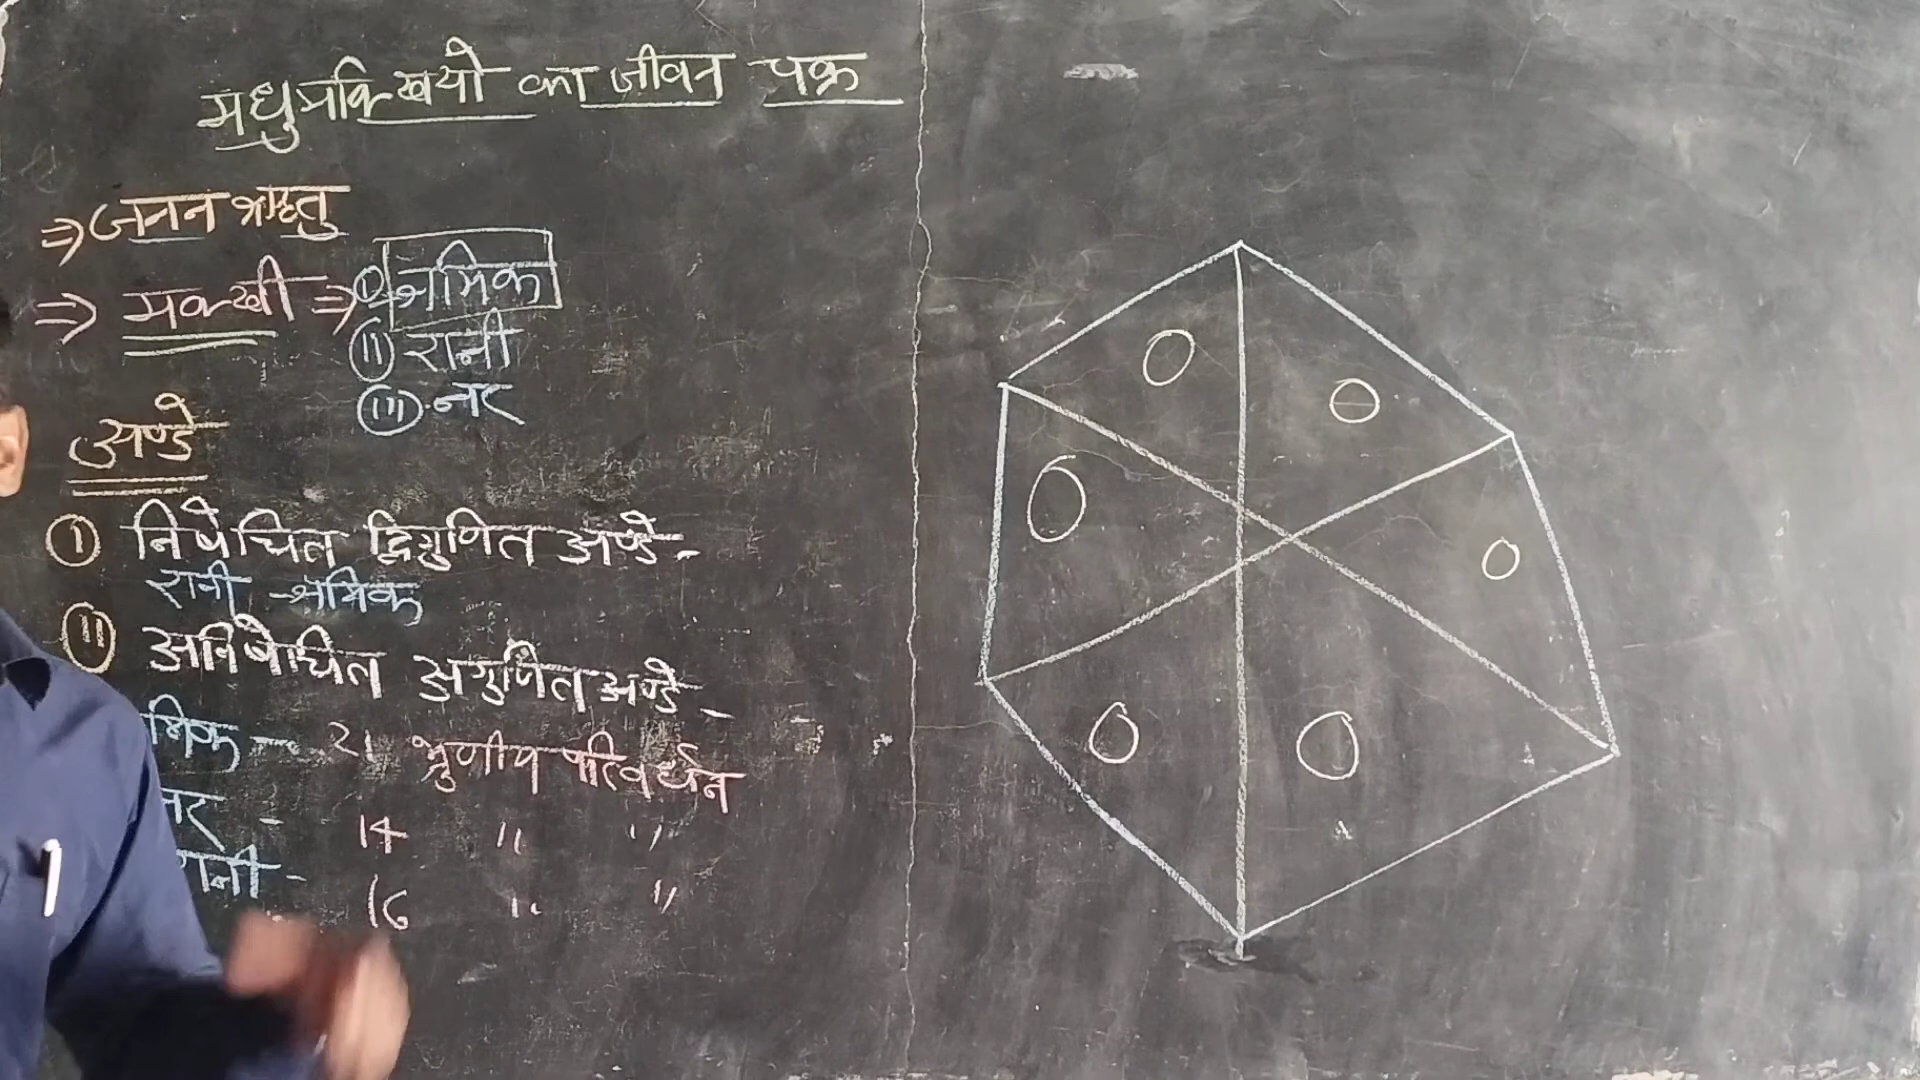 मधुमक्खियो का जीवन चक्र
⇒ जनन ऋतु
⇒ मक्खी ⇒ (I) श्रमिक
(II) रानी
(III) नर
अण्डे
(I) निषेचित द्विगुणित अण्डे -
रानी - श्रमिक
(II) अनिषेचित अगुणित अण्डे -
मिक - 21 भ्रुणीय परिवर्धन
नर - 14 " "
रानी - 16 " "